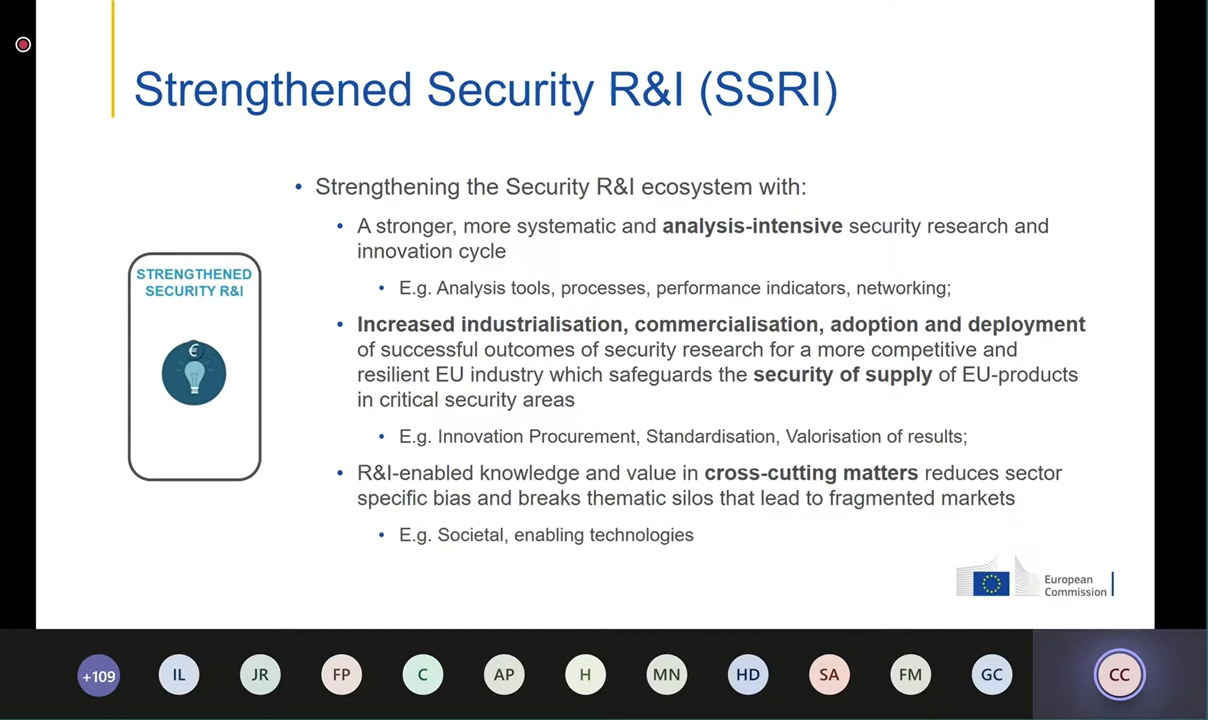 Strengthened Security R&I (SSRI)
• Strengthening the Security R&I ecosystem with:
• A stronger, more systematic and analysis-intensive security research and
innovation cycle
• E.g. Analysis tools, processes, performance indicators, networking;
• Increased industrialisation, commercialisation, adoption and deployment
of successful outcomes of security research for a more competitive and
resilient EU industry which safeguards the security of supply of EU-products
in critical security areas
• E.g. Innovation Procurement, Standardisation, Valorisation of results;
• R&I-enabled knowledge and value in cross-cutting matters reduces sector
specific bias and breaks thematic silos that lead to fragmented markets
• E.g. Societal, enabling technologies
STRENGTHENED
SECURITY R&I
€
European
Commission
+109 IL JR FP C AP H MN HD SA FM GC CC